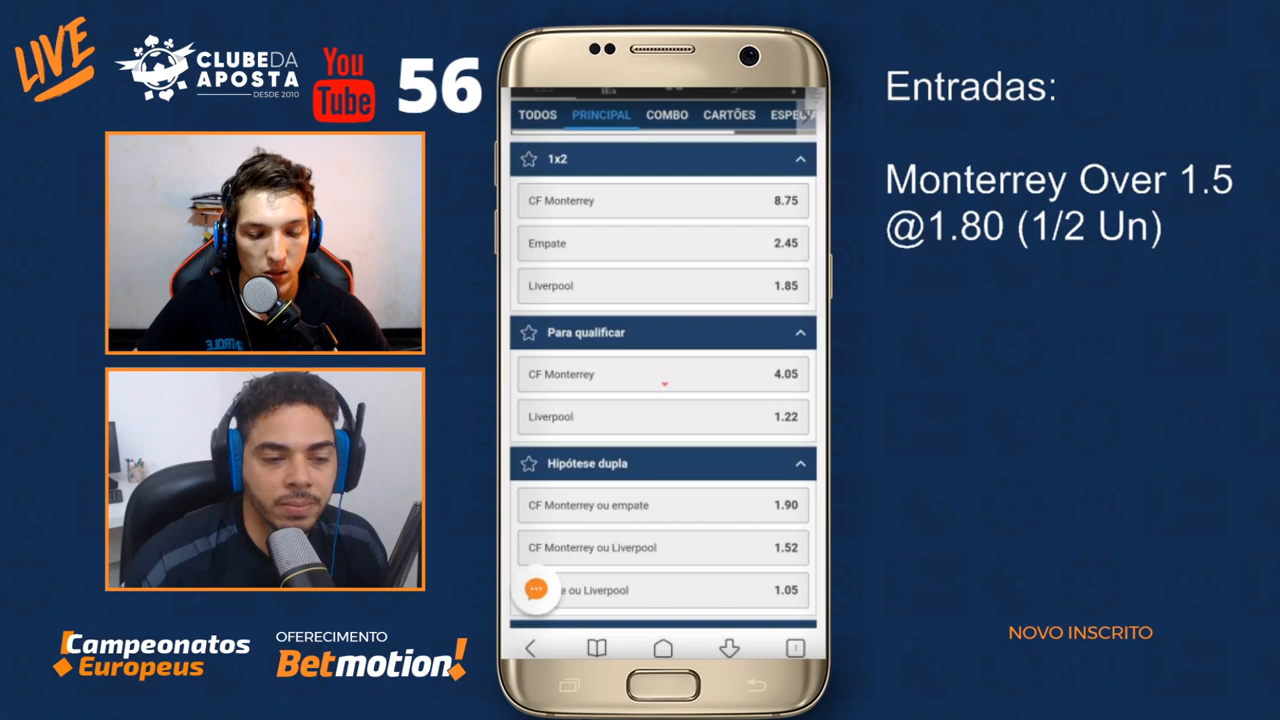 LIVE
CLUBEDA
APOSTA
DESDE 2010
You
Tube
56
TODOS PRINCIPAL COMBO CARTÕES
1x2
CF Monterrey 8.75
Empate 2.45
Liverpool 1.85
Para qualificar
CF Monterrey 4.05
Liverpool 1.22
Hipótese dupla
CF Monterrey ou empate 1.90
CF Monterrey ou Liverpool 1.52
e ou Liverpool 1.05
Entradas:
Monterrey Over 1.5
@1.80 (1/2 Un)
Campeonatos
Europeus
OFERECIMENTO
Betmotion!
NOVO INSCRITO